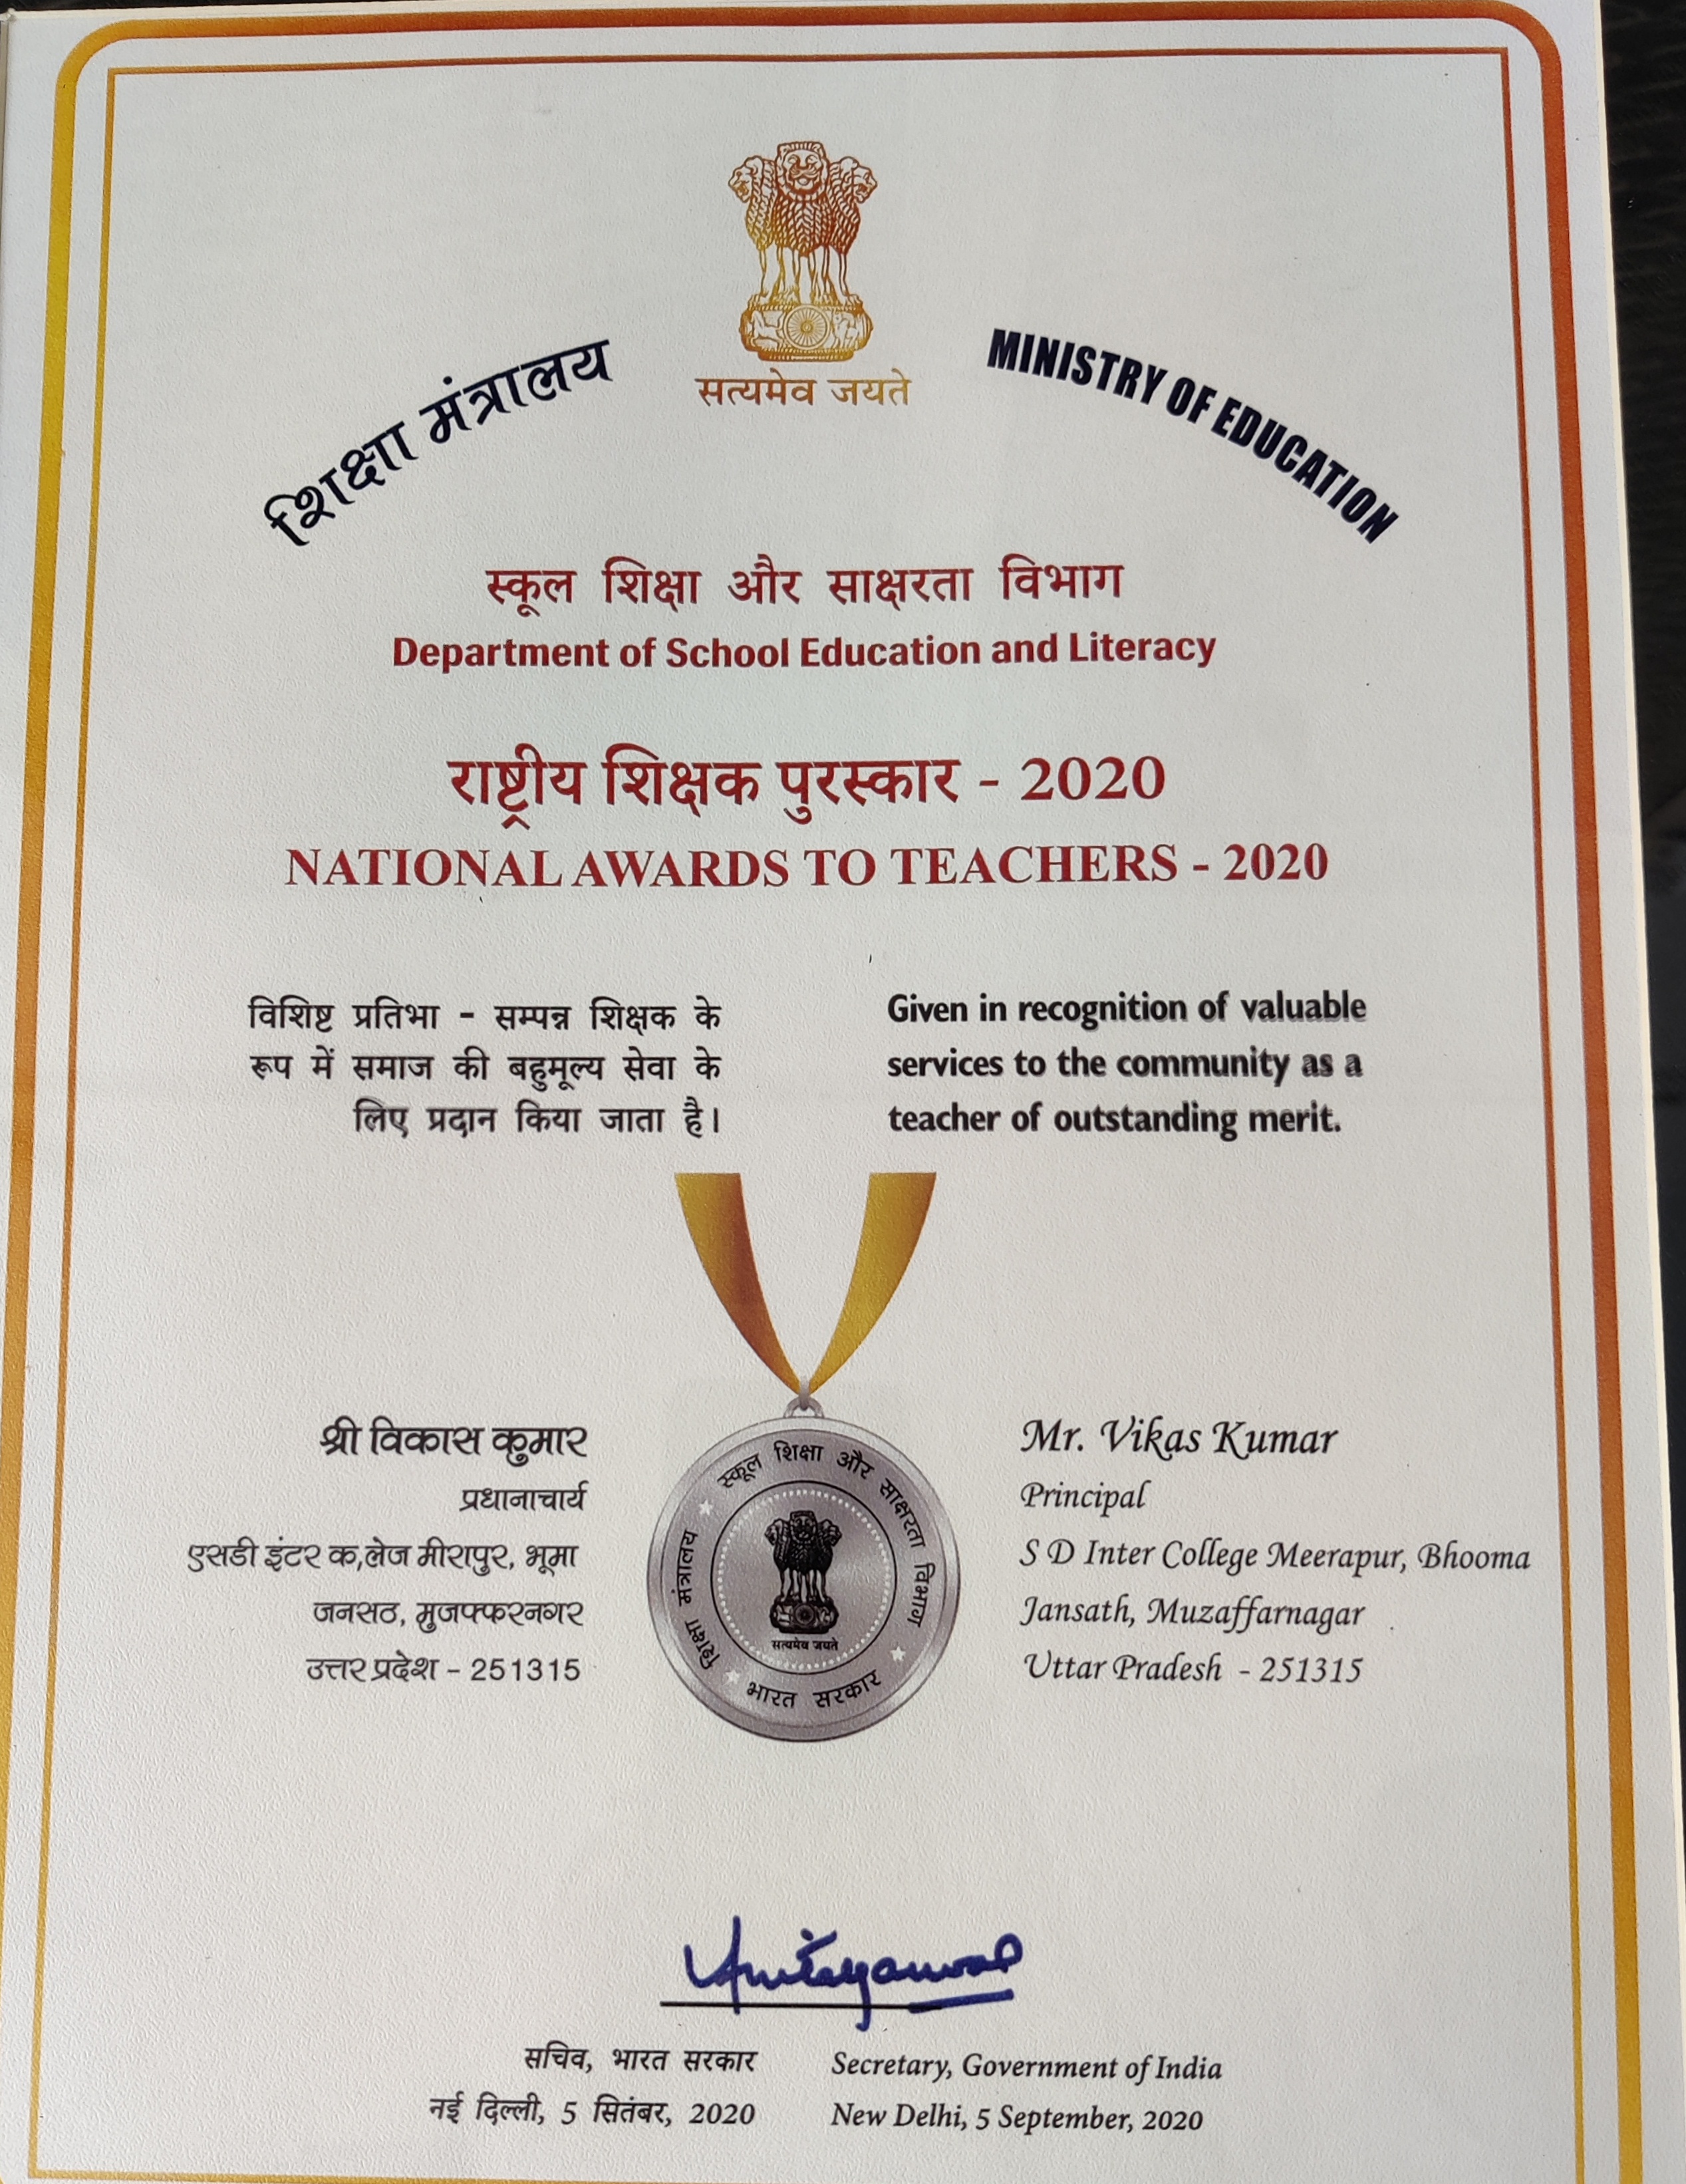 सत्यमेव जयते
शिक्षा मंत्रालय
MINISTRY OF EDUCATION
स्कूल शिक्षा और साक्षरता विभाग
Department of School Education and Literacy
राष्ट्रीय शिक्षक पुरस्कार - 2020
NATIONAL AWARDS TO TEACHERS - 2020
विशिष्ट प्रतिभा - सम्पन्न शिक्षक के
रूप में समाज की बहुमूल्य सेवा के
लिए प्रदान किया जाता है।
Given in recognition of valuable
services to the community as a
teacher of outstanding merit.
श्री विकास कुमार
प्रधानाचार्य
एसडी इंटर क,लेज मीरापुर, भूमा
जनसठ, मुजफ्फरनगर
उत्तर प्रदेश - 251315
शिक्षा मंत्रालय
स्कूल शिक्षा और साक्षरता विभाग
सत्यमेव जयते
भारत सरकार
Mr. Vikas Kumar
Principal
S D Inter College Meerapur, Bhooma
Jansath, Muzaffarnagar
Uttar Pradesh - 251315
सचिव, भारत सरकार
नई दिल्ली, 5 सितंबर, 2020
Secretary, Government of India
New Delhi, 5 September, 2020